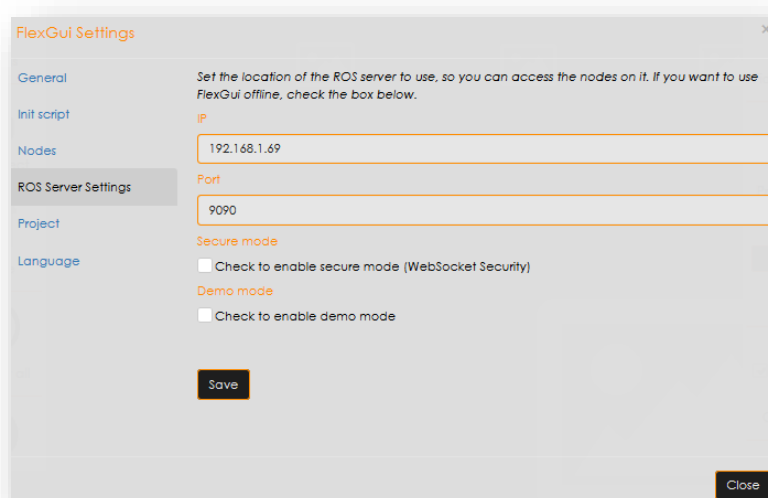 FlexGui Settings
×
General
Init script
Nodes
ROS Server Settings
Project
Language
Set the location of the ROS server to use, so you can access the nodes on it. If you want to use
FlexGui offline, check the box below.
IP
192.168.1.69
Port
9090
Secure mode
Check to enable secure mode (WebSocket Security)
Demo mode
Check to enable demo mode
Save
Close